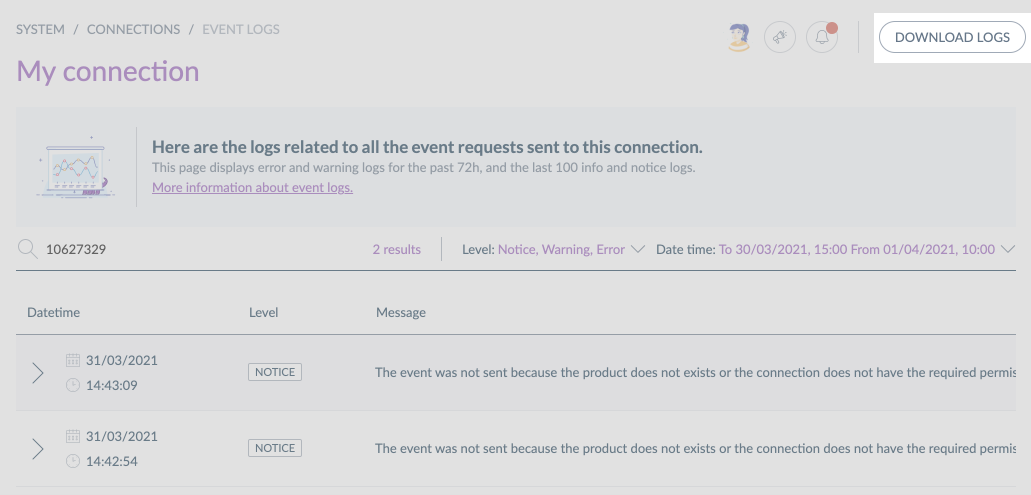 SYSTEM / CONNECTIONS / EVENT LOGS
DOWNLOAD LOGS
My connection
Here are the logs related to all the event requests sent to this connection.
This page displays error and warning logs for the past 72h, and the last 100 info and notice logs.
More information about event logs.
10627329
2 results
Level: Notice, Warning, Error
Date time: To 30/03/2021, 15:00 From 01/04/2021, 10:00
Datetime Level Message
31/03/2021
14:43:09
NOTICE
The event was not sent because the product does not exists or the connection does not have the required permis
31/03/2021
14:42:54
NOTICE
The event was not sent because the product does not exists or the connection does not have the required permis